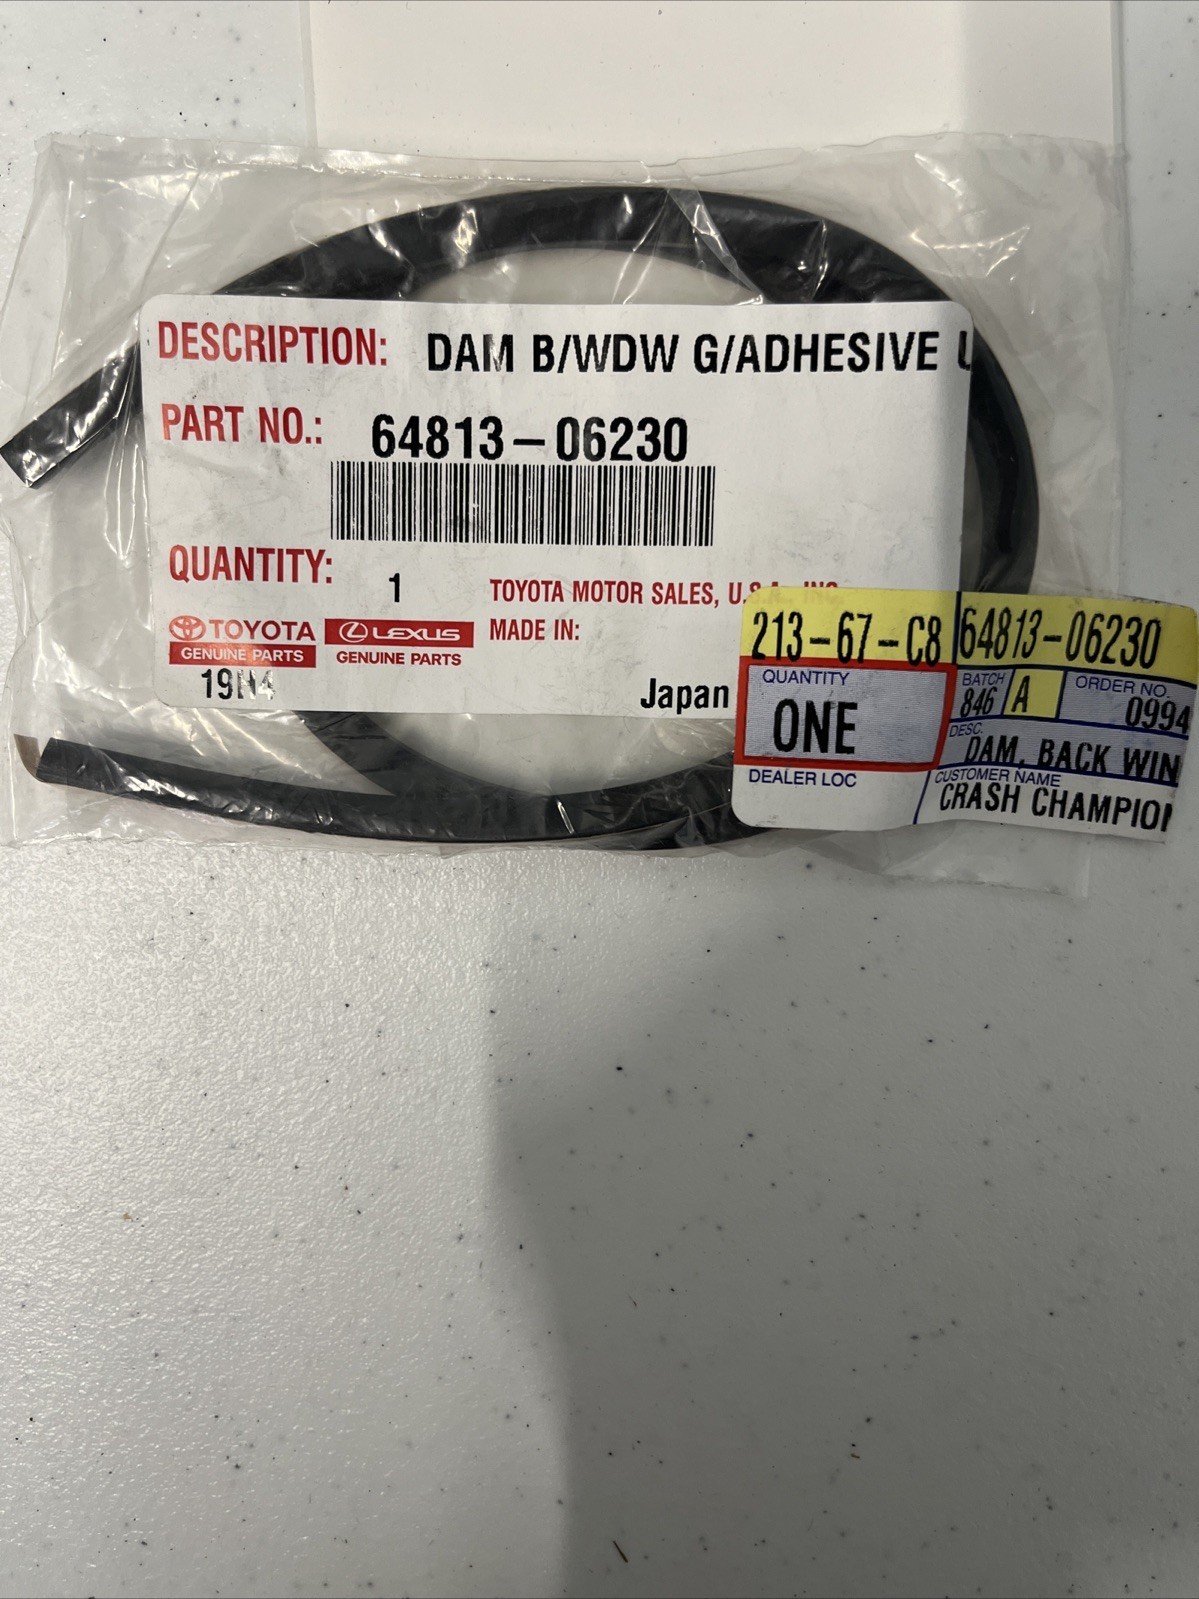 DESCRIPTION: DAM B/WDW G/ADHESIVE
PART NO.: 64813-06230
QUANTITY: 1
TOYOTA MOTOR SALES, U.S.A., INC.
TOYOTA
GENUINE PARTS
LEXUS
GENUINE PARTS
MADE IN:
Japan
213-67-C8
64813-06230
QUANTITY
ONE
BATCH
846
A
ORDER NO.
0994
DESC.
DAM, BACK WIN
DEALER LOC
CUSTOMER NAME
CRASH CHAMPION